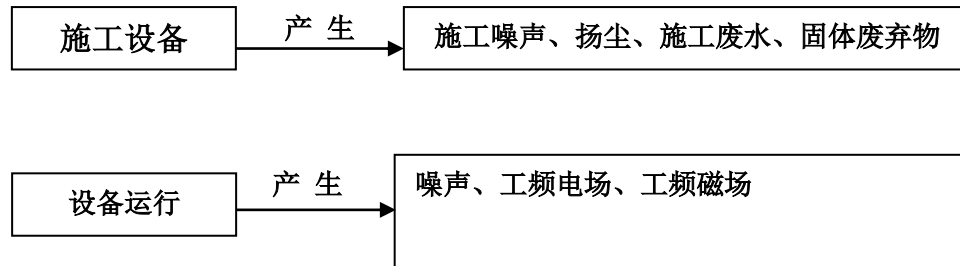 施工设备
产 生
施工噪声、扬尘、施工废水、固体废弃物
设备运行
产 生
噪声、工频电场、工频磁场